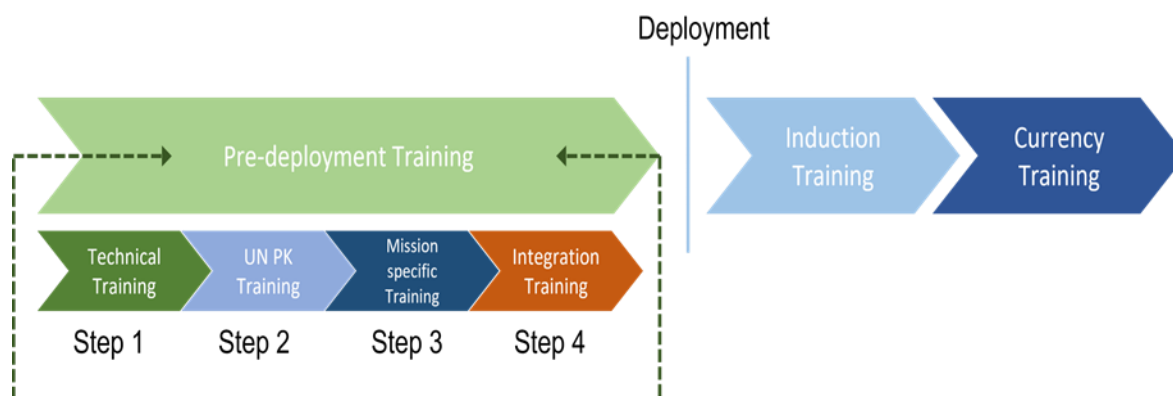 Deployment
Pre-deployment Training
Induction
Training
Currency
Training
Technical
Training
UN PK
Training
Mission
specific
Training
Integration
Training
Step 1
Step 2
Step 3
Step 4